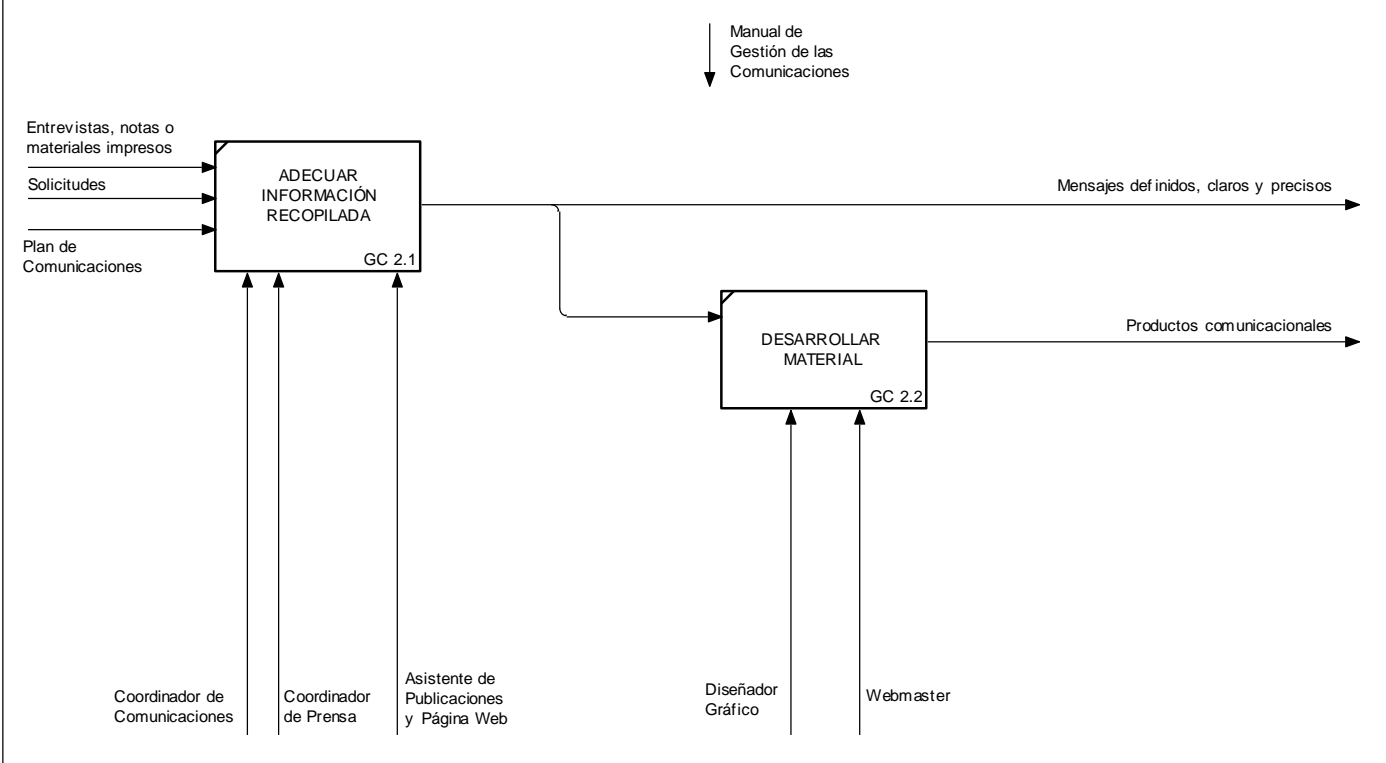 Manual de
Gestión de las
Comunicaciones
Entrevistas, notas o
materiales impresos
Solicitudes
Plan de
Comunicaciones
ADECUAR
INFORMACIÓN
RECOPILADA
GC 2.1
Mensajes definidos, claros y precisos
DESARROLLAR
MATERIAL
GC 2.2
Productos comunicacionales
Coordinador de
Comunicaciones
Coordinador
de Prensa
Asistente de
Publicaciones
y Página Web
Diseñador
Gráfico
Webmaster